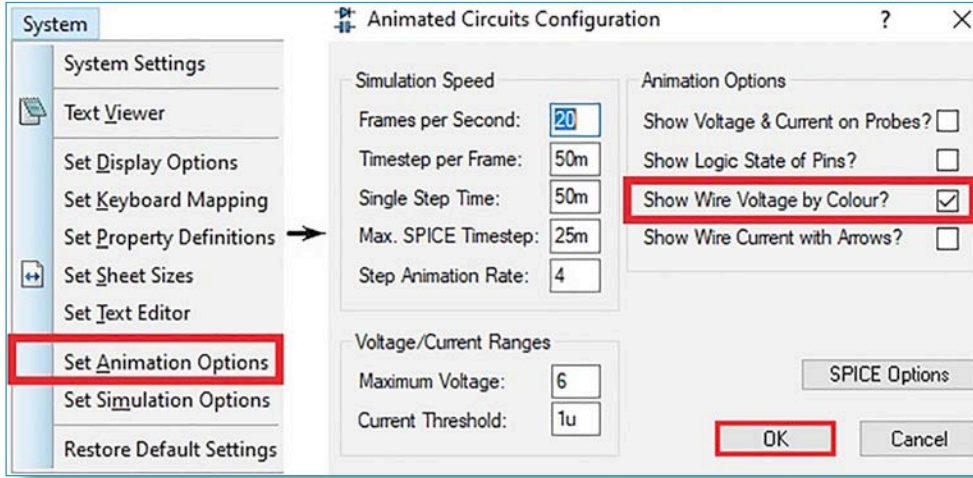 System
System Settings
Text Viewer
Set Display Options
Set Keyboard Mapping
Set Property Definitions
Set Sheet Sizes
Set Text Editor
Set Animation Options
Set Simulation Options
Restore Default Settings
Animated Circuits Configuration ? X
Simulation Speed
Frames per Second: 20
Timestep per Frame: 50m
Single Step Time: 50m
Max. SPICE Timestep: 25m
Step Animation Rate: 4
Voltage/Current Ranges
Maximum Voltage: 6
Current Threshold: 1u
Animation Options
Show Voltage & Current on Probes?
Show Logic State of Pins?
Show Wire Voltage by Colour?
Show Wire Current with Arrows?
SPICE Options
OK Cancel